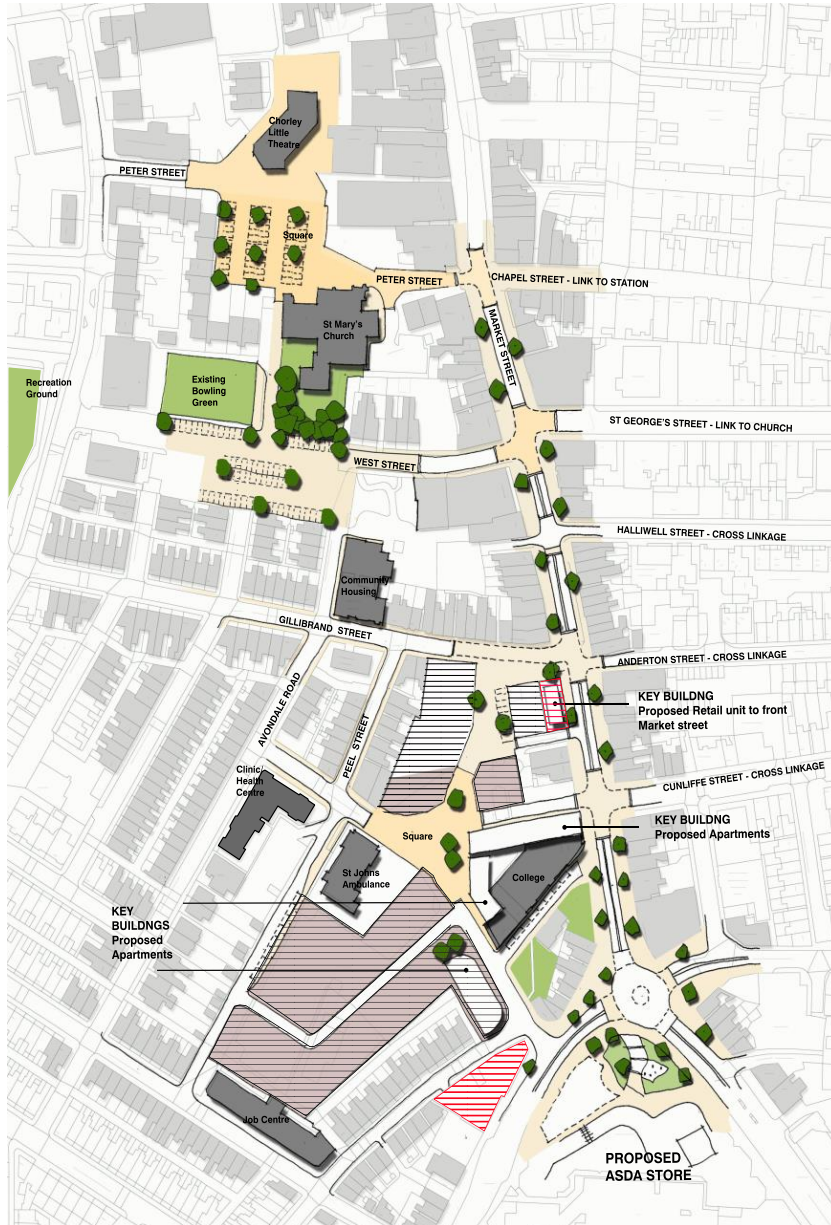 Chorley
Little
Theatre
PETER STREET
Square
PETER STREET
CHAPEL STREET - LINK TO STATION
St Mary's
Church
MARKET STREET
Recreation
Ground
Existing
Bowling
Green
ST GEORGE'S STREET - LINK TO CHURCH
WEST STREET
HALLIWELL STREET - CROSS LINKAGE
Community
Housing
GILLIBRAND STREET
ANDERTON STREET - CROSS LINKAGE
AVONDALE ROAD
PEEL STREET
KEY BUILDNG
Proposed Retail unit to front
Market street
Clinic/
Health
Centre
CUNLIFFE STREET - CROSS LINKAGE
Square
KEY BUILDNG
Proposed Apartments
St Johns
Ambulance
College
KEY
BUILDNGS
Proposed
Apartments
Job Centre
PROPOSED
ASDA STORE